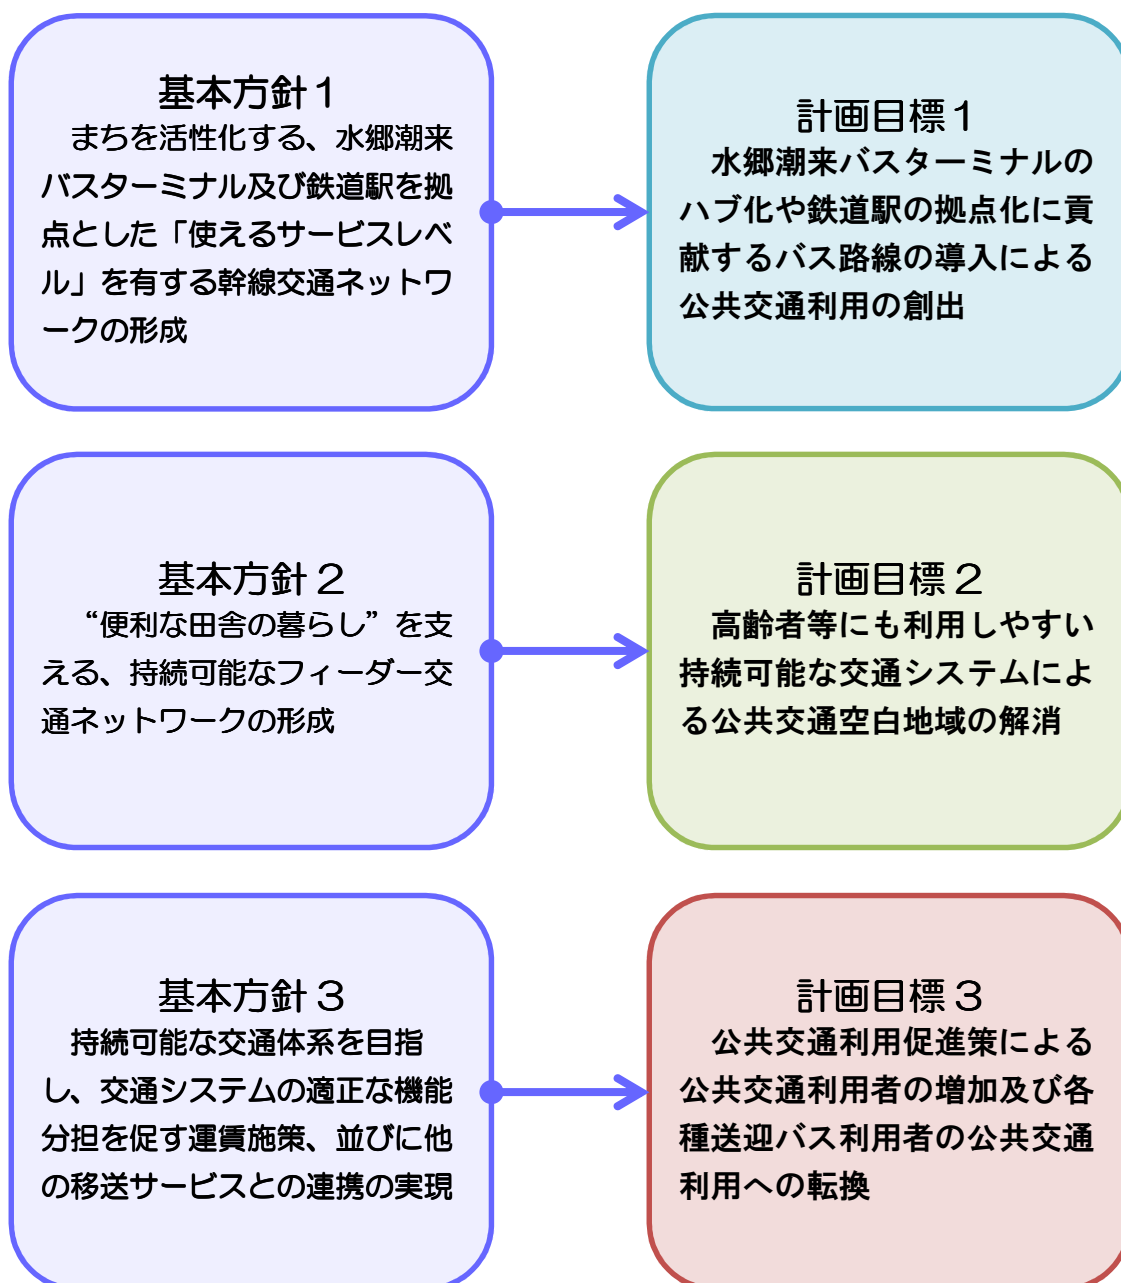 基本方針1
まちを活性化する、水郷潮来
バスターミナル及び鉄道駅を拠
点とした「使えるサービスレベ
ル」を有する幹線交通ネットワ
ークの形成
計画目標1
水郷潮来バスターミナルの
ハブ化や鉄道駅の拠点化に貢
献するバス路線の導入による
公共交通利用の創出
基本方針2
“便利な田舎の暮らし”を支
える、持続可能なフィーダー交
通ネットワークの形成
計画目標2
高齢者等にも利用しやすい
持続可能な交通システムによ
る公共交通空白地域の解消
基本方針3
持続可能な交通体系を目指
し、交通システムの適正な機能
分担を促す運賃施策、並びに他
の移送サービスとの連携の実現
計画目標3
公共交通利用促進策による
公共交通利用者の増加及び各
種送迎バス利用者の公共交通
利用への転換